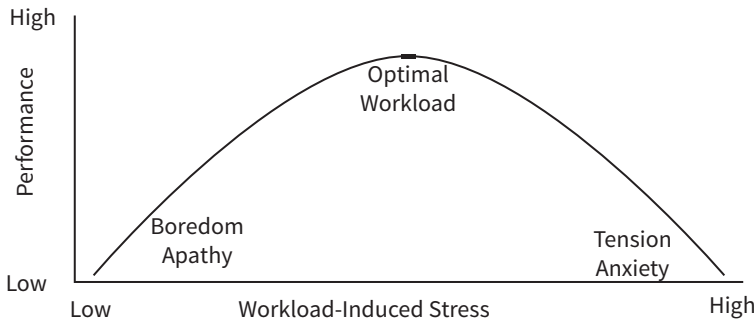 High
Performance
Optimal
Workload
Boredom
Apathy
Tension
Anxiety
Low
Low
Workload-Induced Stress
High